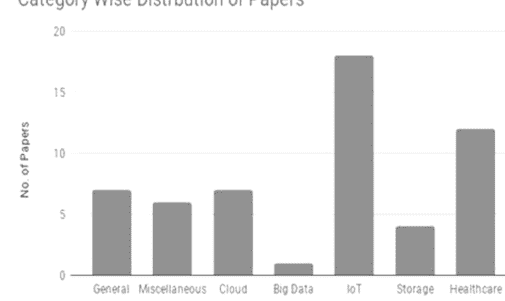 Category Wise Distrbution of Papers
20
15
10
5
0
No. of Papers
General Miscellaneous Cloud Big Data IoT Storage Healthcare